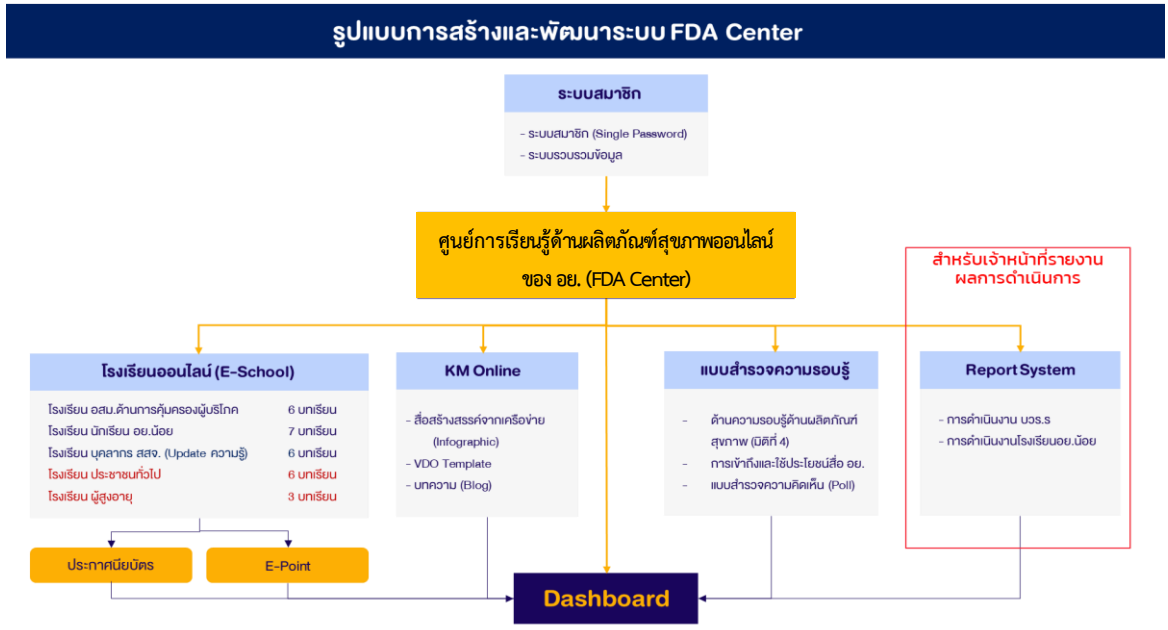 รูปแบบการสร้างและพัฒนาระบบ FDA Center
ระบบสมาชิก
- ระบบสมาชิก (Single Password)
- ระบบรวบรวมข้อมูล
ศูนย์การเรียนรู้ด้านผลิตภัณฑ์สุขภาพออนไลน์
ของ อย. (FDA Center)
สำหรับเจ้าหน้าที่รายงาน
ผลการดำเนินการ
โรงเรียนออนไลน์ (E-School)
โรงเรียน อสม.ด้านการคุ้มครองผู้บริโภค 6 บทเรียน
โรงเรียน นักเรียน อย.น้อย 7 บทเรียน
โรงเรียน บุคลากร สสจ. (Update ความรู้) 6 บทเรียน
โรงเรียน ประชาชนทั่วไป 6 บทเรียน
โรงเรียน ผู้สูงอายุ 3 บทเรียน
KM Online
- สื่อสร้างสรรค์จากเครือข่าย
(Infographic)
- VDO Template
- บทความ (Blog)
แบบสำรวจความรอบรู้
- ด้านความรอบรู้ด้านผลิตภัณฑ์
สุขภาพ (มิติที่ 4)
- การเข้าถึงและใช้ประโยชน์สื่อ อย.
- แบบสำรวจความคิดเห็น (Poll)
Report System
- การดำเนินงาน บวร.ร
- การดำเนินงานโรงเรียนอย.น้อย
ประกาศนียบัตร
E-Point
Dashboard